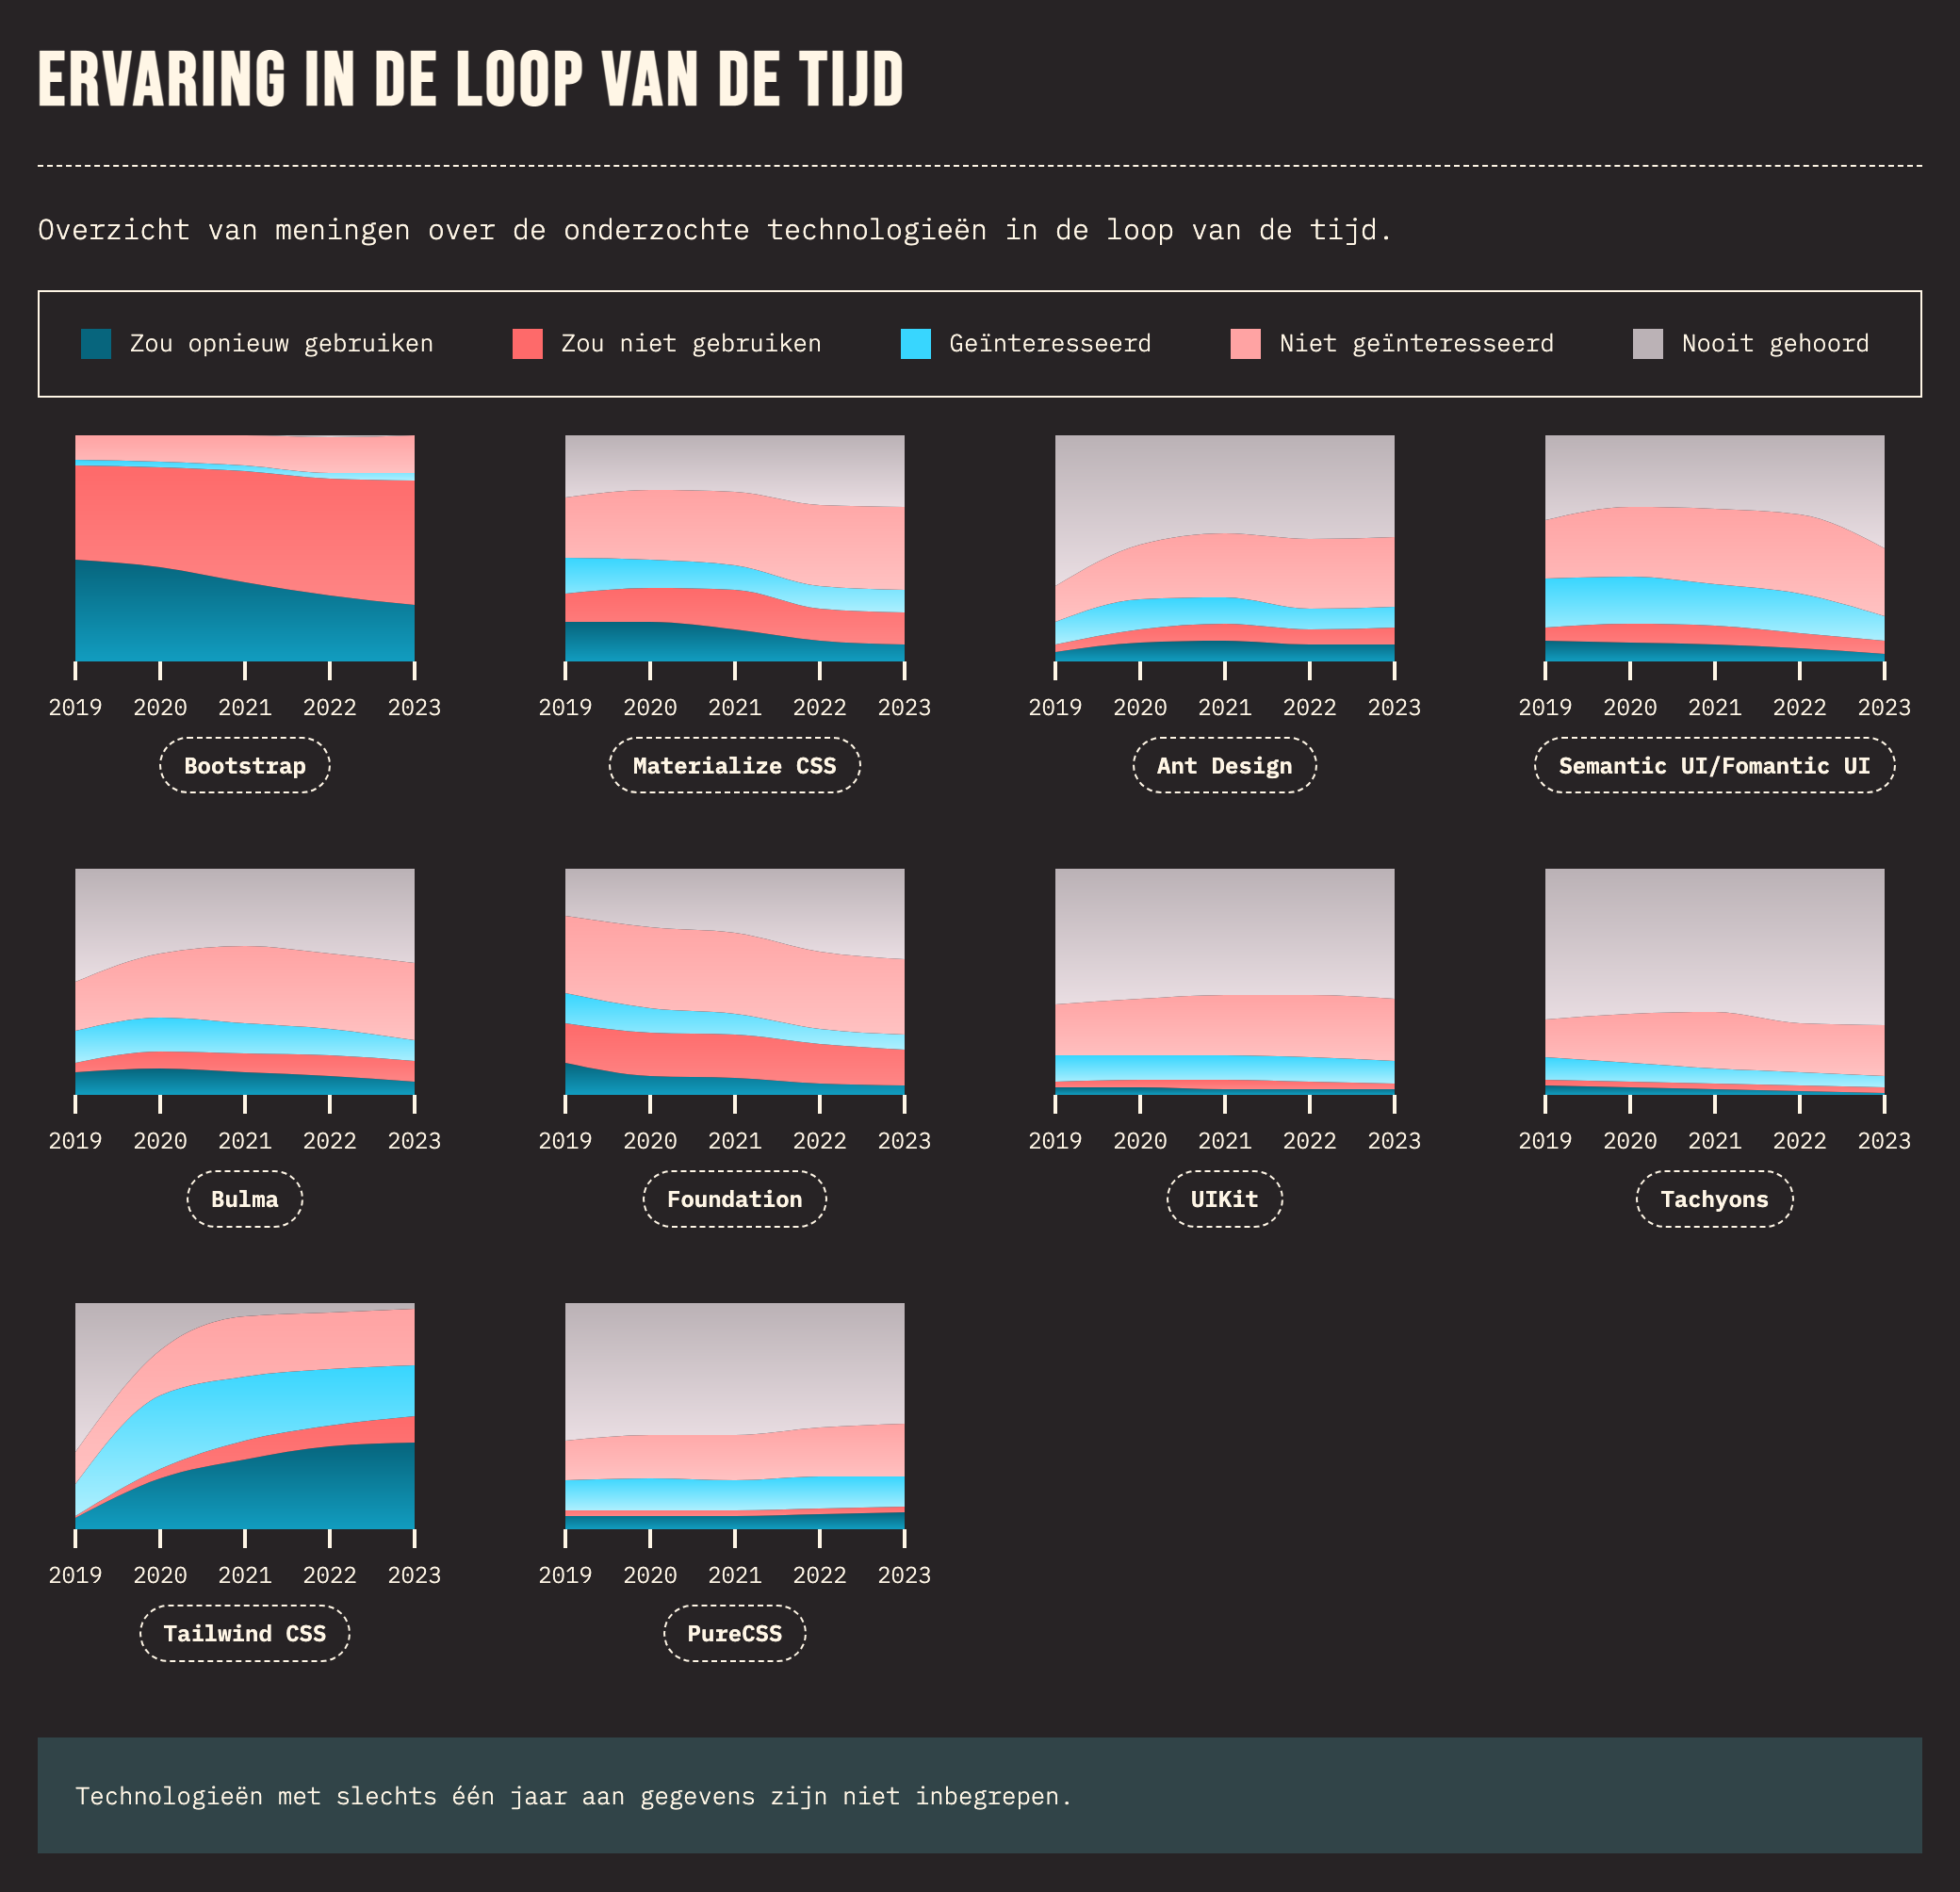 ERVARING IN DE LOOP VAN DE TIJD
Overzicht van meningen over de onderzochte technologieën in de loop van de tijd.
Zou opnieuw gebruiken Zou niet gebruiken Geïnteresseerd Niet geïnteresseerd Nooit gehoord
2019 2020 2021 2022 2023 2019 2020 2021 2022 2023 2019 2020 2021 2022 2023 2019 2020 2021 2022 2023
Bootstrap Materialize CSS Ant Design Semantic UI/Fomantic UI
2019 2020 2021 2022 2023 2019 2020 2021 2022 2023 2019 2020 2021 2022 2023 2019 2020 2021 2022 2023
Bulma Foundation UIKit Tachyons
2019 2020 2021 2022 2023 2019 2020 2021 2022 2023
Tailwind CSS PureCSS
Technologieën met slechts één jaar aan gegevens zijn niet inbegrepen.